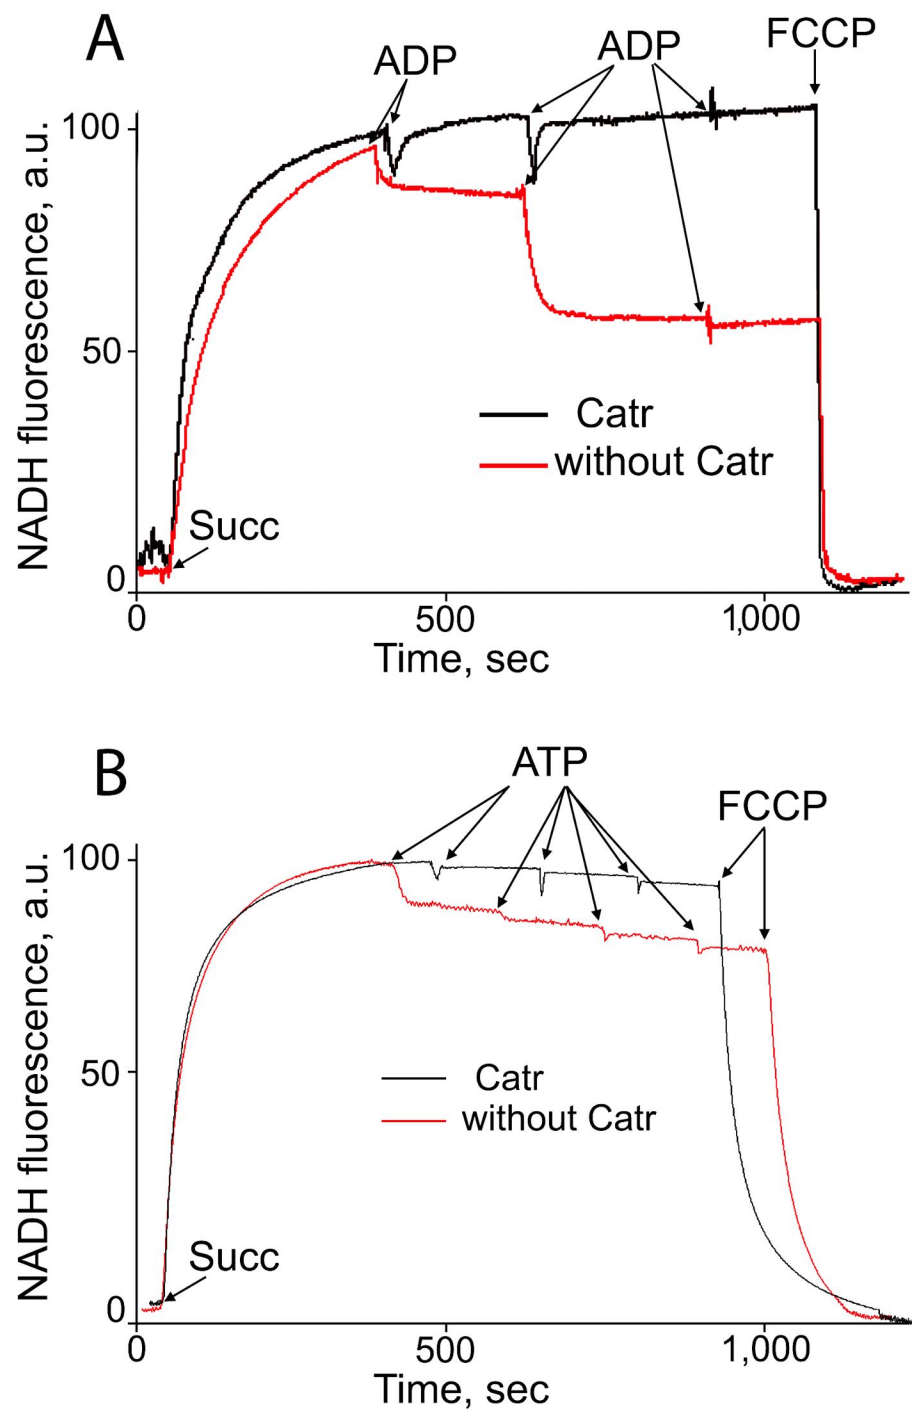 A
ADP
ADP
FCCP
NADH fluorescence, a.u.
100
50
0
Catr
without Catr
Succ
0
500
1,000
Time, sec
B
ATP
FCCP
NADH fluorescence, a.u.
100
50
0
Catr
without Catr
Succ
0
500
1,000
Time, sec